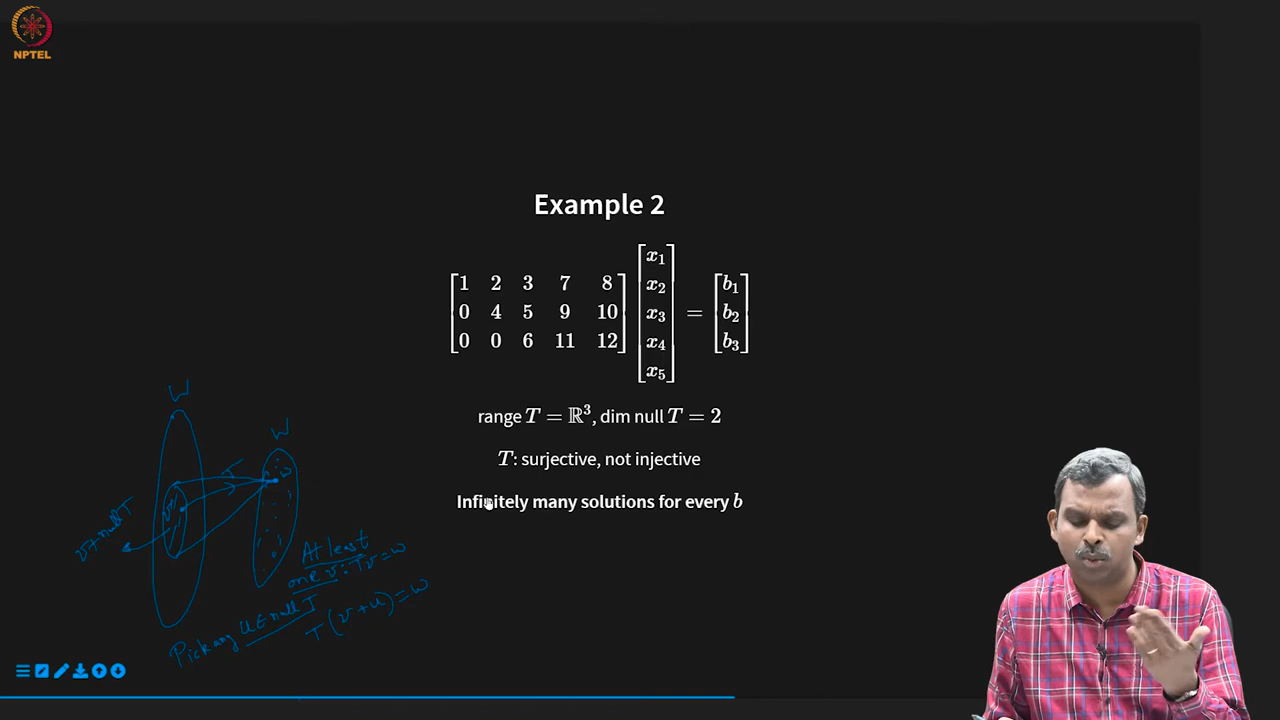 NPTEL
Example 2
[1 2 3 7 8
0 4 5 9 10
0 0 6 11 12]
[x₁
x₂
x₃
x₄
x₅]
=
[b₁
b₂
b₃]
range T = ℝ³, dim null T = 2
T: surjective, not injective
Infinitely many solutions for every b
W
W
T
w
v+null T
At least
one v: Tv=w
Pick any u∈null T
T(v+u)=w